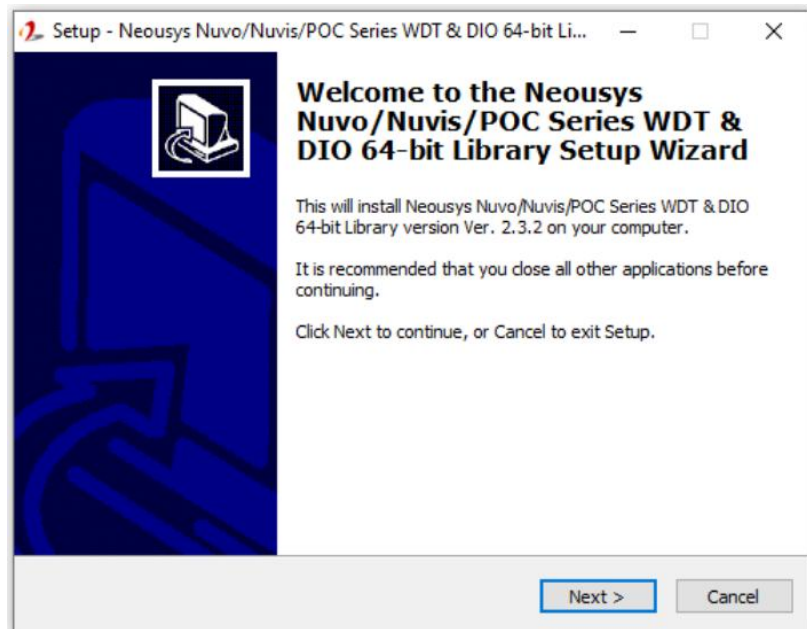 Setup - Neousys Nuvo/Nuvis/POC Series WDT & DIO 64-bit Li...
Welcome to the Neousys
Nuvo/Nuvis/POC Series WDT &
DIO 64-bit Library Setup Wizard
This will install Neousys Nuvo/Nuvis/POC Series WDT & DIO
64-bit Library version Ver. 2.3.2 on your computer.
It is recommended that you close all other applications before
continuing.
Click Next to continue, or Cancel to exit Setup.
Next >
Cancel